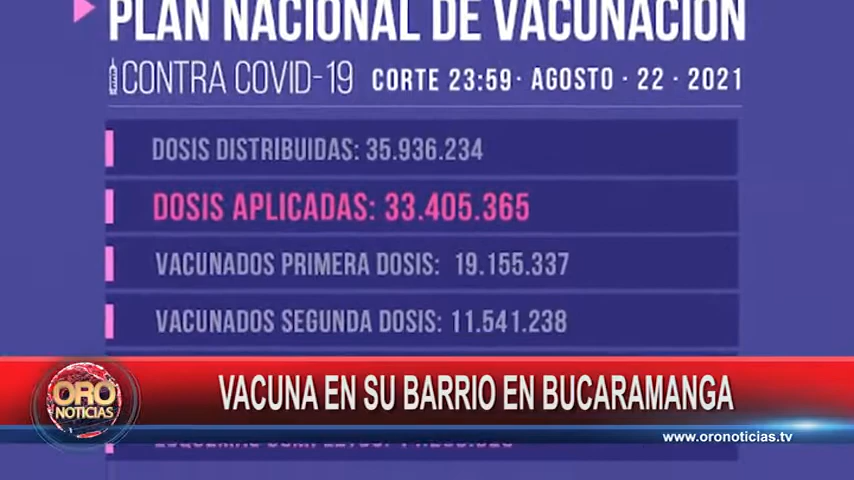 PLAN NACIONAL DE VACUNACIÓN
CONTRA COVID-19 CORTE 23:59· AGOSTO · 22 · 2021
DOSIS DISTRIBUIDAS: 35.936.234
DOSIS APLICADAS: 33.405.365
VACUNADOS PRIMERA DOSIS: 19.155.337
VACUNADOS SEGUNDA DOSIS: 11.541.238
ORO
NOTICIAS
VACUNA EN SU BARRIO EN BUCARAMANGA
www.oronoticias.tv